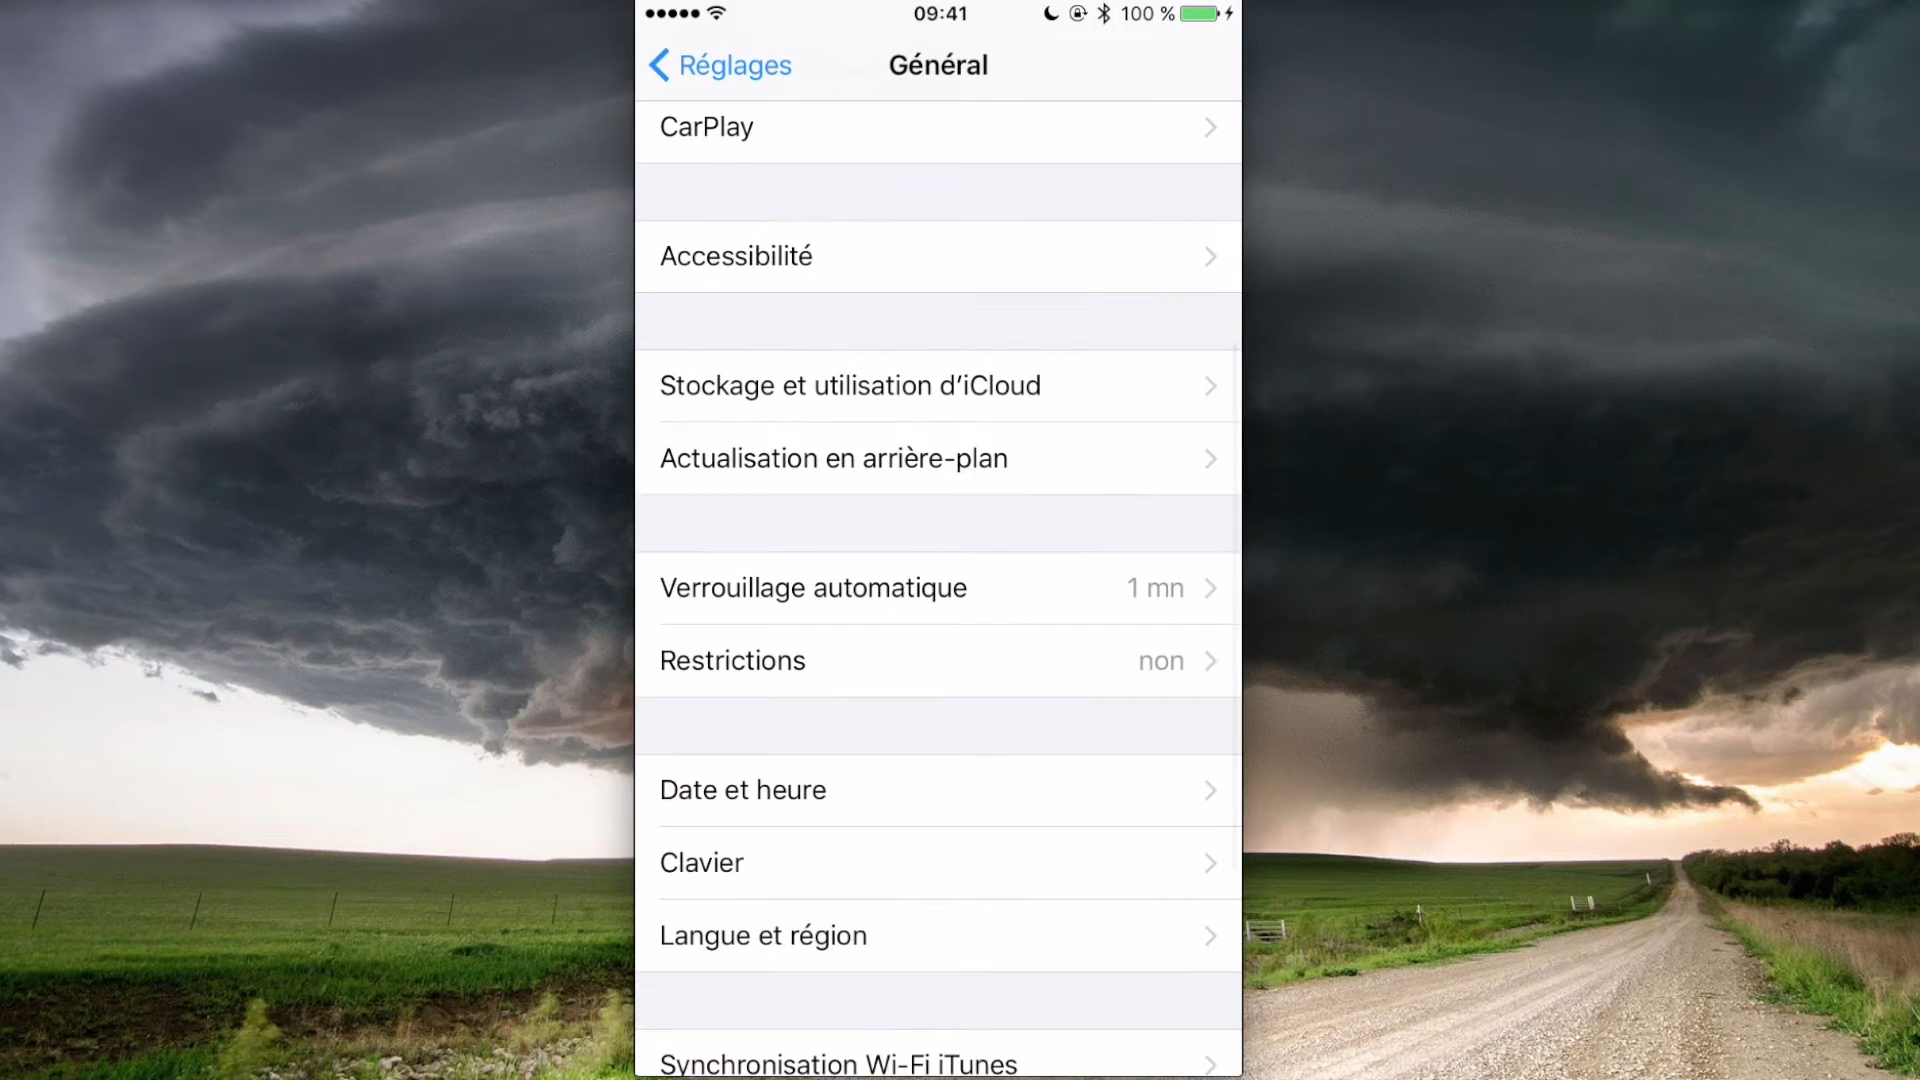 09:41 100 %
Réglages Général
CarPlay
Accessibilité
Stockage et utilisation d’iCloud
Actualisation en arrière-plan
Verrouillage automatique 1 mn
Restrictions non
Date et heure
Clavier
Langue et région
Synchronisation Wi-Fi iTunes